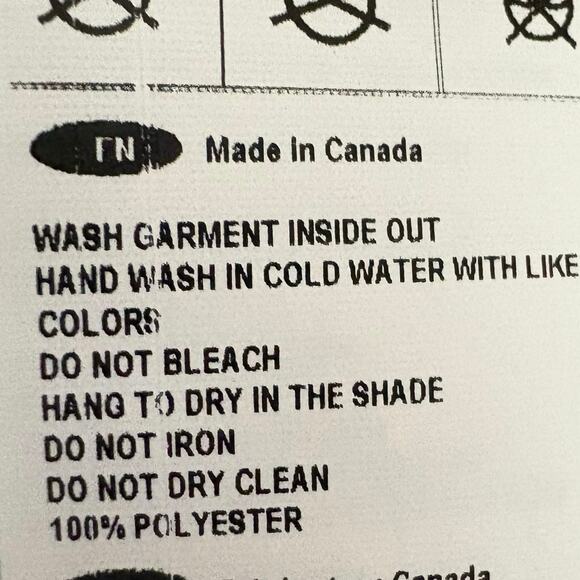 EN Made in Canada
WASH GARMENT INSIDE OUT
HAND WASH IN COLD WATER WITH LIKE
COLORS
DO NOT BLEACH
HANG TO DRY IN THE SHADE
DO NOT IRON
DO NOT DRY CLEAN
100% POLYESTER
Canada